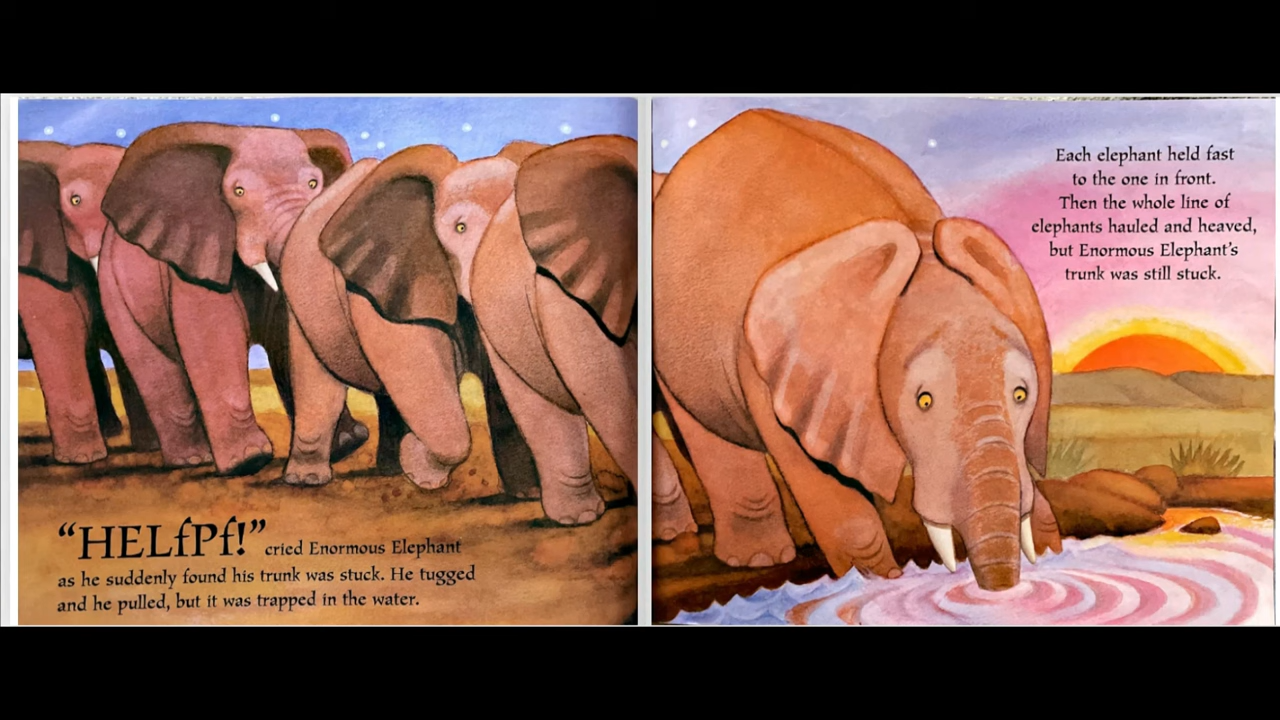 “HELfPf!” cried Enormous Elephant
as he suddenly found his trunk was stuck. He tugged
and he pulled, but it was trapped in the water.
Each elephant held fast
to the one in front.
Then the whole line of
elephants hauled and heaved,
but Enormous Elephant’s
trunk was still stuck.